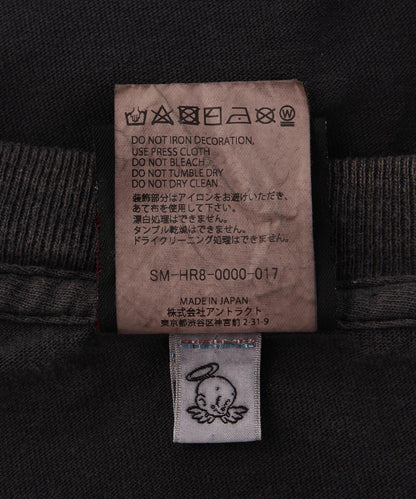 DO NOT IRON DECORATION,
USE PRESS CLOTH
DO NOT BLEACH
DO NOT TUMBLE DRY
DO NOT DRY CLEAN
装飾部分はアイロンをお避けいただき、
あて布を使用して下さい。
漂白処理はできません。
タンブル乾燥はできません。
ドライクリーニング処理はできません。
SM-HR8-0000-017
MADE IN JAPAN
株式会社アントラクト
東京都渋谷区神宮前 2-31-9